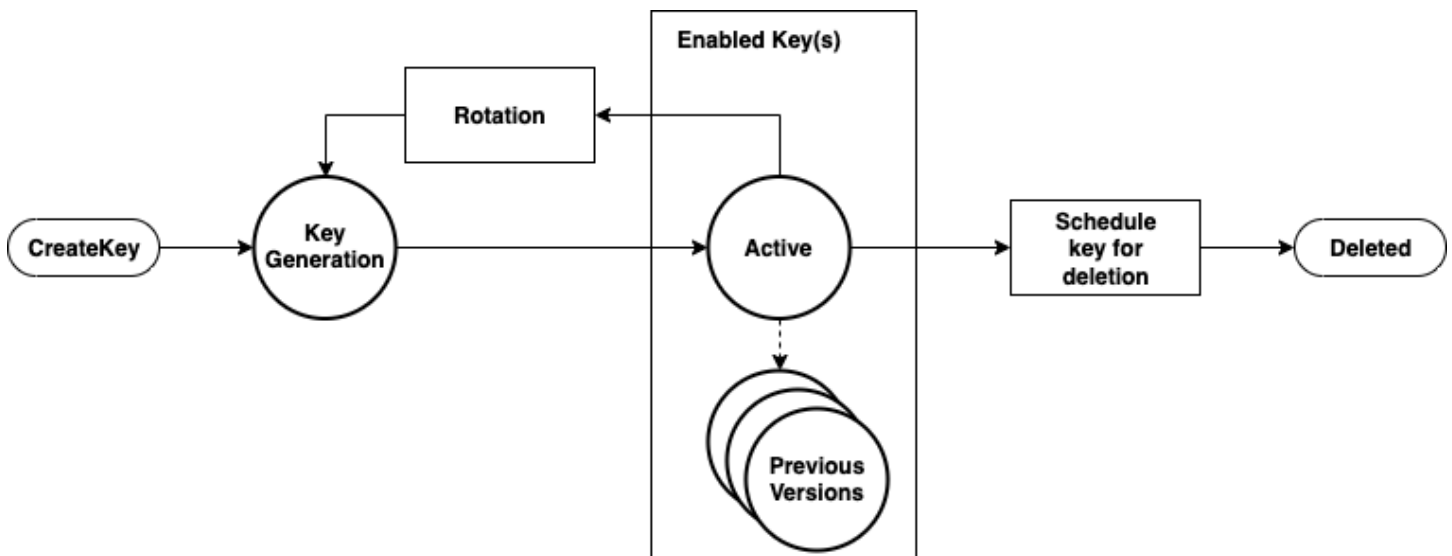 Enabled Key(s)
Rotation
CreateKey
Key
Generation
Active
Schedule
key for
deletion
Deleted
Previous
Versions